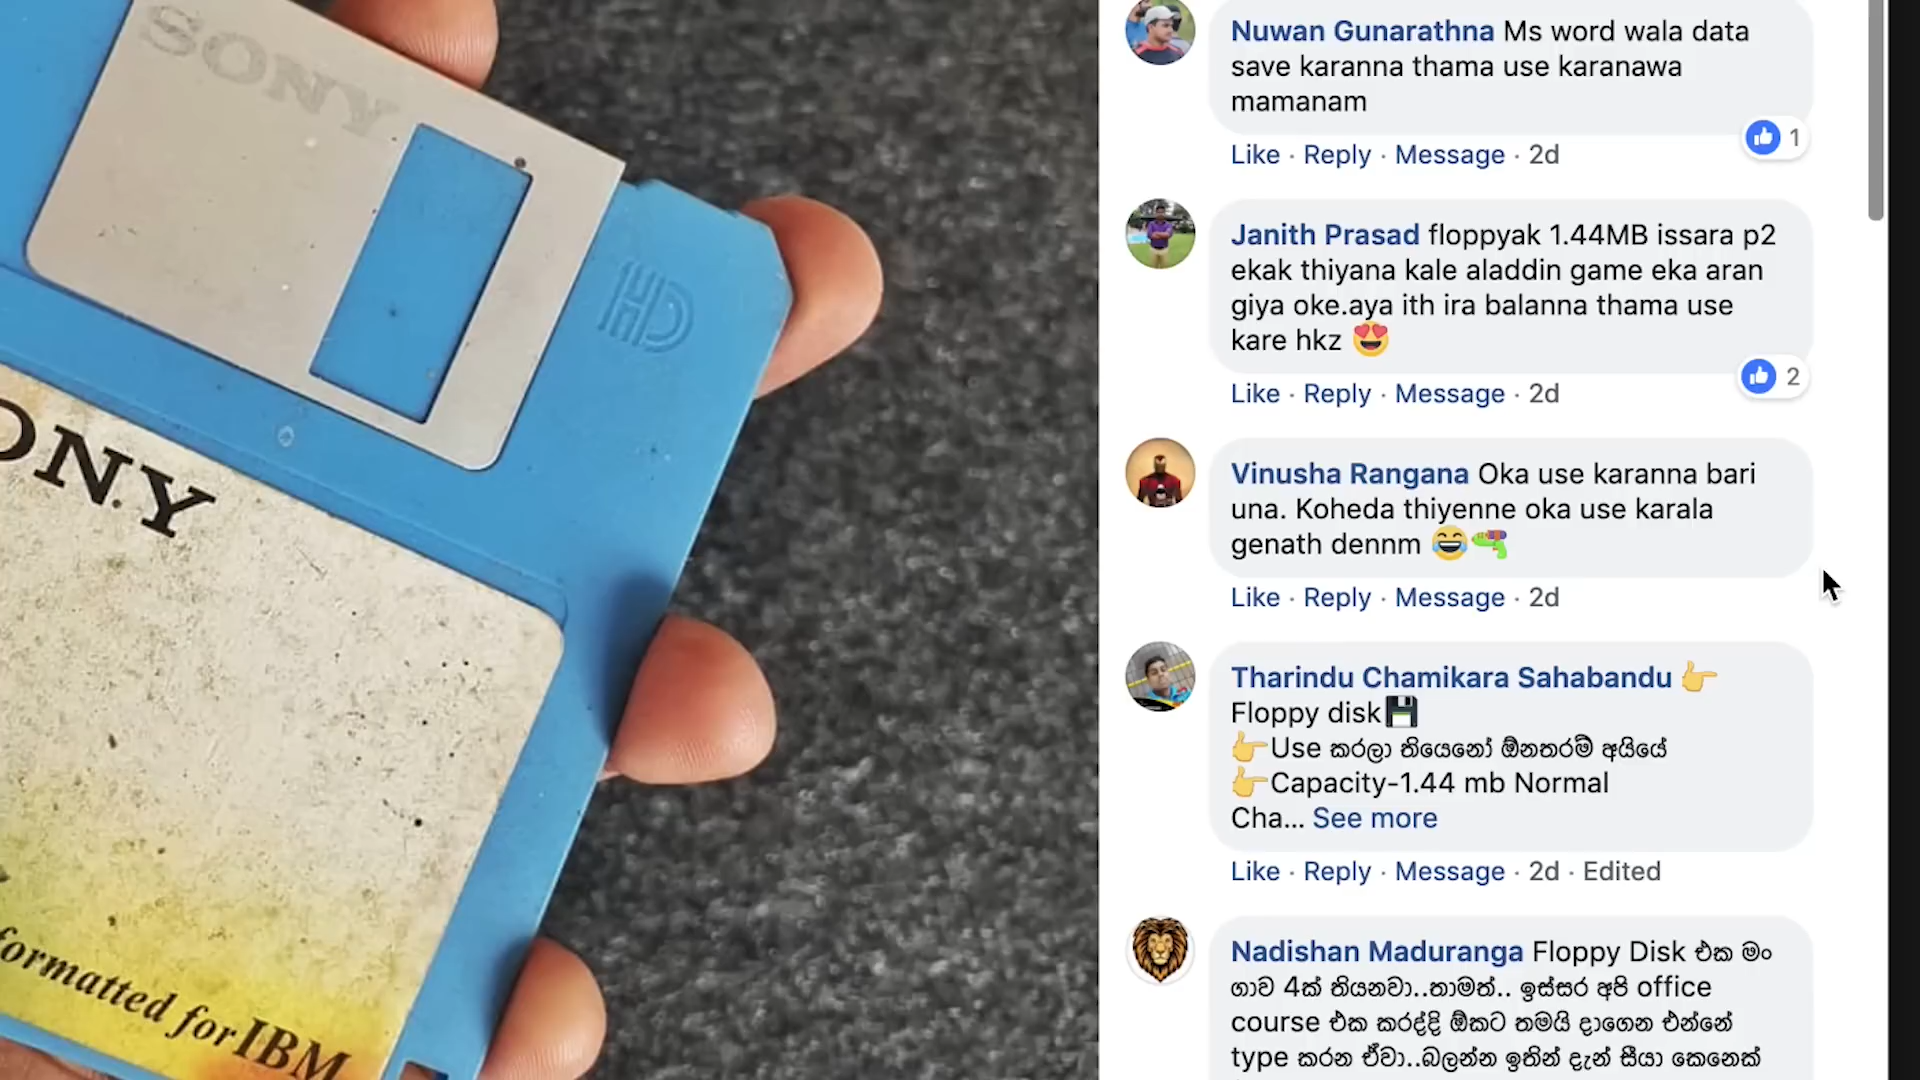 SONY
HD
ONY
formatted for IBM
Nuwan Gunarathna Ms word wala data
save karanna thama use karanawa
mamanam
1
Like · Reply · Message · 2d
Janith Prasad floppyak 1.44MB issara p2
ekak thiyana kale aladdin game eka aran
giya oke.aya ith ira balanna thama use
kare hkz 😍
2
Like · Reply · Message · 2d
Vinusha Rangana Oka use karanna bari
una. Koheda thiyenne oka use karala
genath dennm 😂🔫
Like · Reply · Message · 2d
Tharindu Chamikara Sahabandu 👉
Floppy disk💾
👉Use කරලා තියෙනෝ ඕනතරම් අයියේ
👉Capacity-1.44 mb Normal
Cha... See more
Like · Reply · Message · 2d · Edited
Nadishan Maduranga Floppy Disk එක මං
ගාව 4ක් තියනවා..තාමත්.. ඉස්සර අපි office
course එක කරද්දි ඕකට තමයි දාගෙන එන්නේ
type කරන ඒවා..බලන්න ඉතින් දැන් සීයා කෙනෙක්